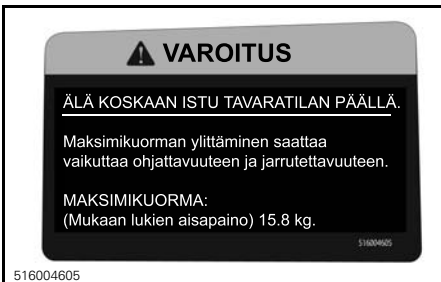 VAROITUS
ÄLÄ KOSKAAN ISTU TAVARATILAN PÄÄLLÄ.
Maksimikuorman ylittäminen saattaa
vaikuttaa ohjattavuuteen ja jarrutettavuuteen.
MAKSIMIKUORMA:
(Mukaan lukien aisapaino) 15.8 kg.
516004605
516004605